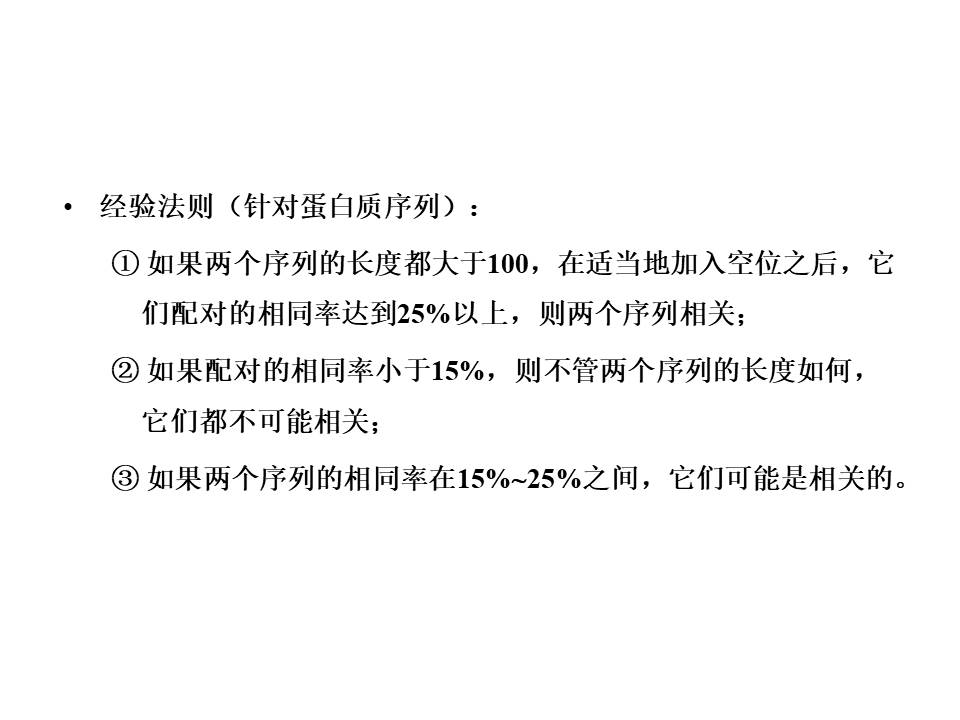 • 经验法则（针对蛋白质序列）：
① 如果两个序列的长度都大于100，在适当地加入空位之后，它
们配对的相同率达到25%以上，则两个序列相关；
② 如果配对的相同率小于15%，则不管两个序列的长度如何，
它们都不可能相关；
③ 如果两个序列的相同率在15%~25%之间，它们可能是相关的。